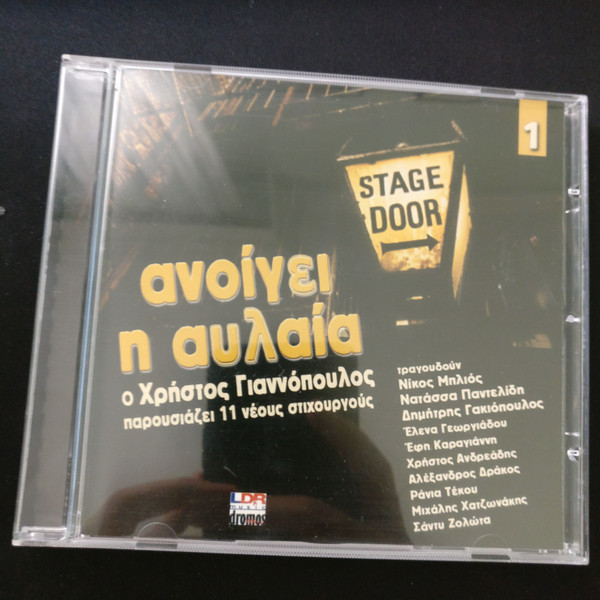 1
STAGE
DOOR
ανοίγει
η αυλαία
ο Χρήστος Γιαννόπουλος
παρουσιάζει 11 νέους στιχουργούς
τραγουδούν
Νίκος Μπλιός
Νατάσσα Παντελίδη
Δημήτρης Γακιόπουλος
Έλενα Γεωργιάδου
Έφη Καραγιάννη
Χρήστος Ανδρεάδης
Αλέξανδρος Δράκος
Ράνια Τέκου
Μιχάλης Χατζωνάκης
Σάντυ Ζολώτα
LDR
music
dromos